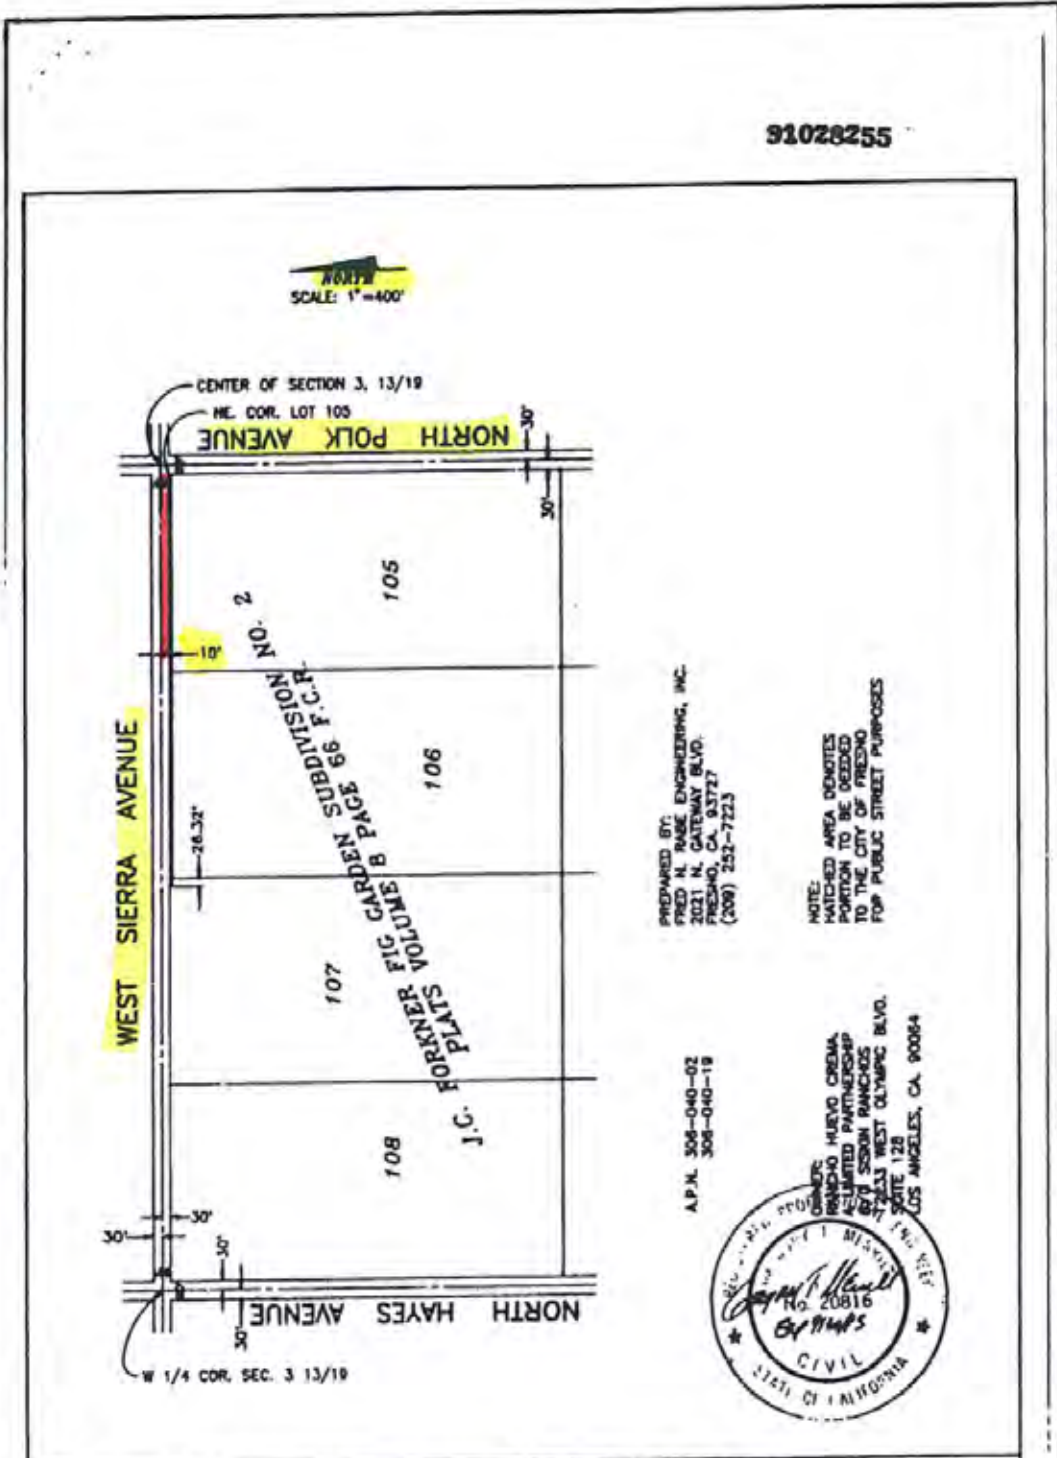 91028255
NORTH
SCALE: 1"=400'
CENTER OF SECTION 3, 13/19
NE. COR. LOT 105
NORTH POLK AVENUE
30'
30'
105
10'
WEST SIERRA AVENUE
26.32'
106
J.C. FORKNER FIG GARDEN SUBDIVISION NO. 2
PLATS VOLUME 8 PAGE 66 F.C.R.
107
108
30'
30'
30'
30'
NORTH HAYES AVENUE
W 1/4 COR. SEC. 3 13/19
PREPARED BY:
FRED N. RABE ENGINEERING, INC.
2021 N. GATEWAY BLVD.
FRESNO, CA. 93727
(209) 252-7223
NOTE:
HATCHED AREA DENOTES
PORTION TO BE DEEDED
TO THE CITY OF FRESNO
FOR PUBLIC STREET PURPOSES
A.P.N. 306-040-02
306-040-19
OWNER:
RANCHO HUEVO CREMA,
A LIMITED PARTNERSHIP
RANCHOS
WEST OLYMPIC BLVD.
SUITE 128
LOS ANGELES, CA. 90064
No. 20816
CIVIL
STATE OF CALIFORNIA